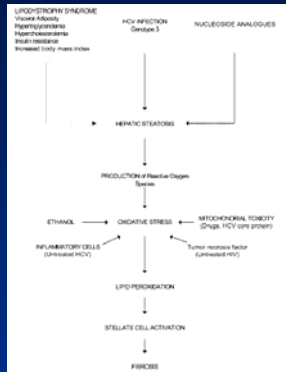 LIPODYSTROPHY SYNDROME
Visceral Adiposity
Hyperglycemia
Hypercholesterolemia
Insulin resistance
Increased body mass index
HCV INFECTION
Genotype 3
NUCLEOSIDE ANALOGUES
HEPATIC STEATOSIS
PRODUCTION of Reactive Oxygen
Species
ETHANOL
OXIDATIVE STRESS
MITOCHONDRIAL TOXICITY
(Drugs, HCV core protein)
INFLAMMATORY CELLS
(Untreated HCV)
Tumor necrosis factor
(Untreated HIV)
LIPID PEROXIDATION
STELLATE CELL ACTIVATION
FIBROSIS